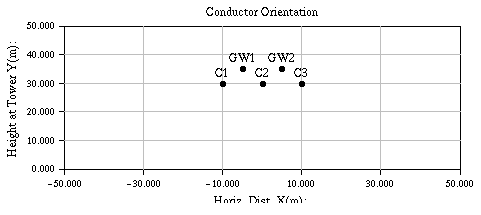 Conductor Orientation
Height at Tower Y(m):
50.000
40.000
30.000
20.000
10.000
0.000
GW1 GW2
C1 C2 C3
-50.000 -30.000 -10.000 10.000 30.000 50.000
Horiz. Dist. X(m):